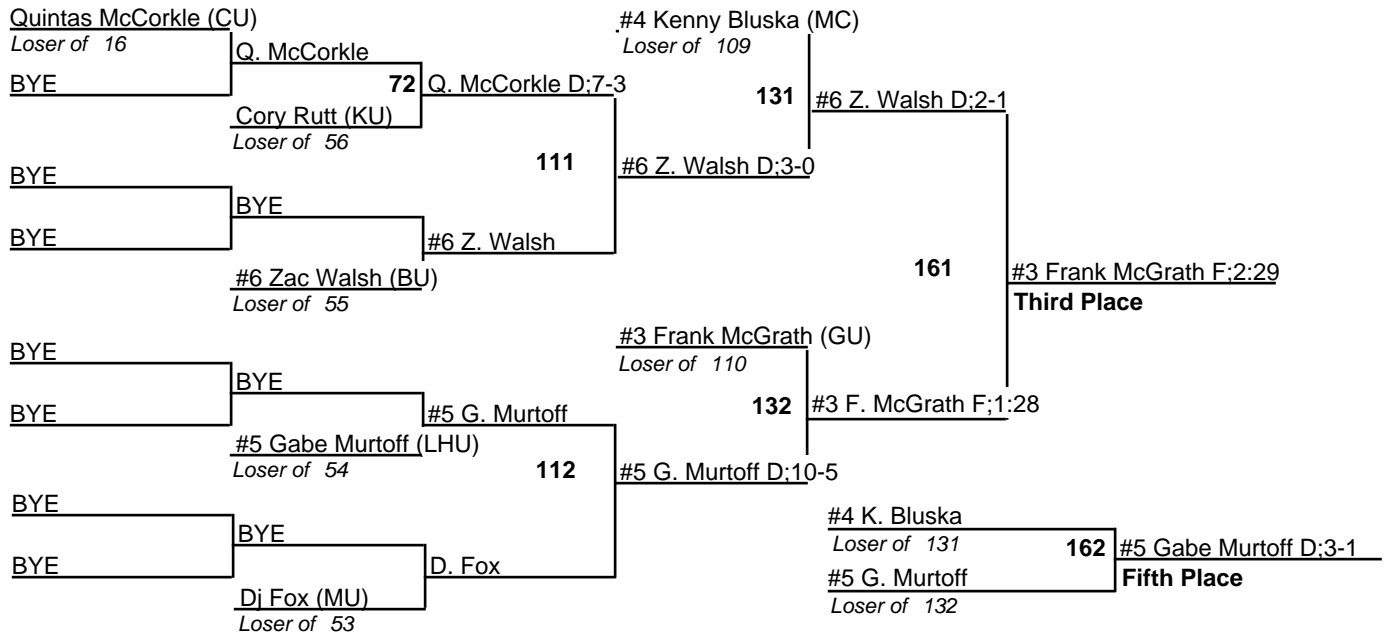 Quintas McCorkle (CU)
Loser of 16
BYE
Q. McCorkle
72
Cory Rutt (KU)
Loser of 56
Q. McCorkle D;7-3
BYE
BYE
BYE
#6 Zac Walsh (BU)
Loser of 55
#6 Z. Walsh
111
#6 Z. Walsh D;3-0
#4 Kenny Bluska (MC)
Loser of 109
131
#6 Z. Walsh D;2-1
BYE
BYE
BYE
#5 Gabe Murtoff (LHU)
Loser of 54
#5 G. Murtoff
112
BYE
BYE
BYE
Dj Fox (MU)
Loser of 53
D. Fox
#5 G. Murtoff D;10-5
#3 Frank McGrath (GU)
Loser of 110
132
#3 F. McGrath F;1:28
161
#3 Frank McGrath F;2:29
Third Place
#4 K. Bluska
Loser of 131
162
#5 G. Murtoff
Loser of 132
#5 Gabe Murtoff D;3-1
Fifth Place